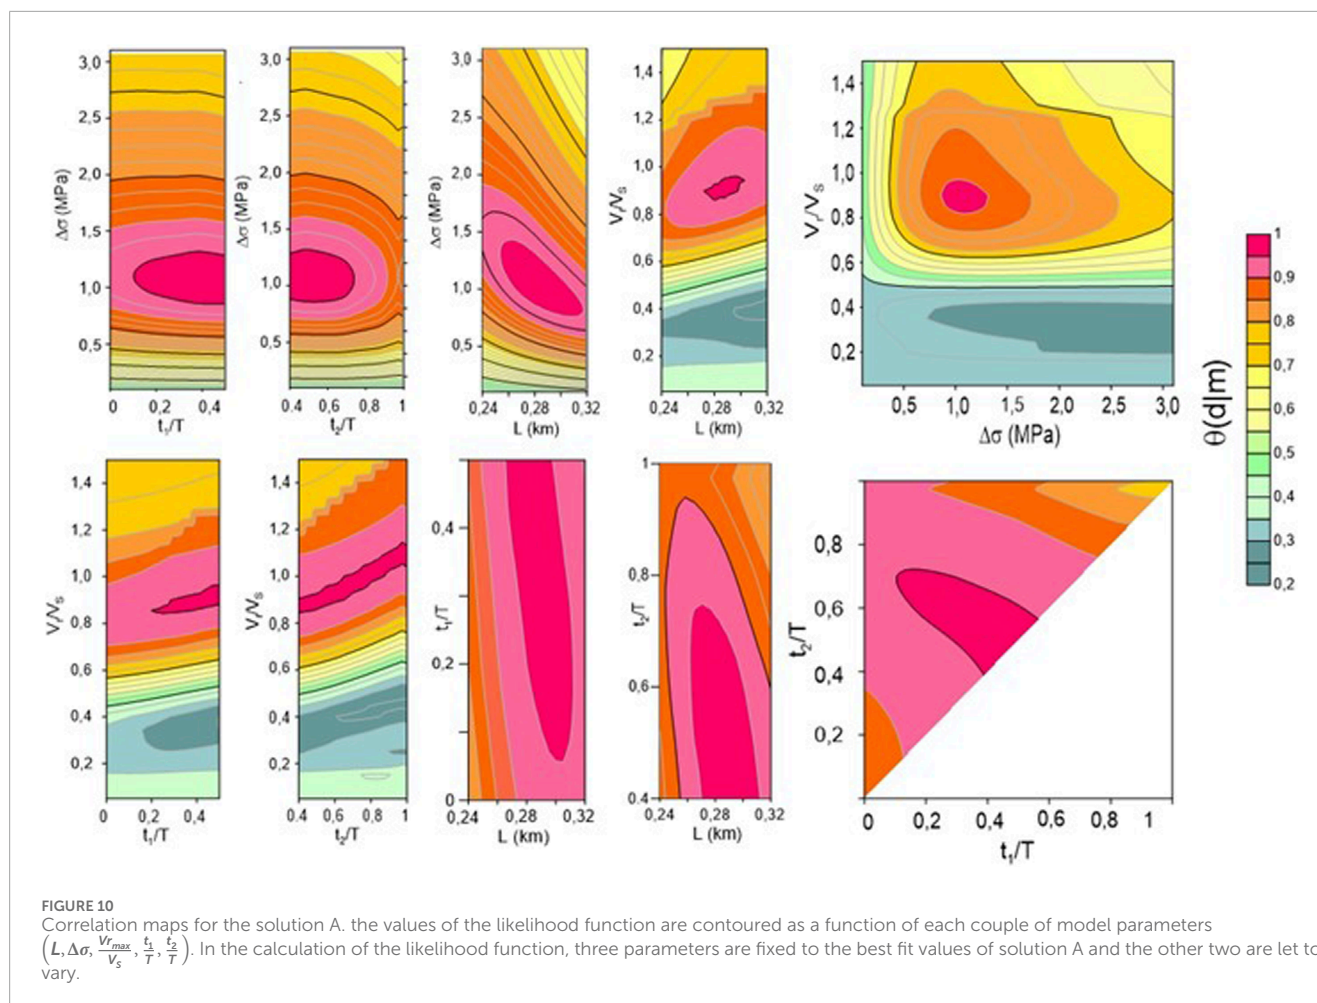 3,0
2,5
2,0
1,5
1,0
0,5
Δσ (MPa)
0 0,2 0,4
t1/T
3,0
2,5
2,0
1,5
1,0
0,5
Δσ (MPa)
0.4 0.6 0.8 1
t2/T
3,0
2,5
2,0
1,5
1,0
0,5
Δσ (MPa)
0,24 0,28 0,32
L (km)
1,4
1,2
1,0
0,8
0,6
0,4
0,2
Vr/VS
0,24 0,28 0,32
L (km)
1,4
1,2
1,0
0,8
0,6
0,4
0,2
Vr/VS
0,5 1,0 1,5 2,0 2,5 3,0
Δσ (MPa)
θ(d|m)
1
0,9
0,8
0,7
0,6
0,5
0,4
0,3
0,2
1,4
1,2
1,0
0,8
0,6
0,4
0,2
Vr/VS
0 0,2 0,4
t1/T
1,4
1,2
1,0
0,8
0,6
0,4
0,2
Vr/VS
0.4 0.6 0.8 1
t2/T
0,4
0,2
0
t1/T
0,24 0,28 0,32
L (km)
1
0,8
0,6
0.4
t2/T
0,24 0,28 0,32
L (km)
0,8
0,6
0,4
0,2
t2/T
0 0,2 0,4 0,6 0,8 1
t1/T
FIGURE 10
Correlation maps for the solution A. the values of the likelihood function are contoured as a function of each couple of model parameters
(L, Δσ, Vrmax/Vs, t1/T, t2/T). In the calculation of the likelihood function, three parameters are fixed to the best fit values of solution A and the other two are let to
vary.